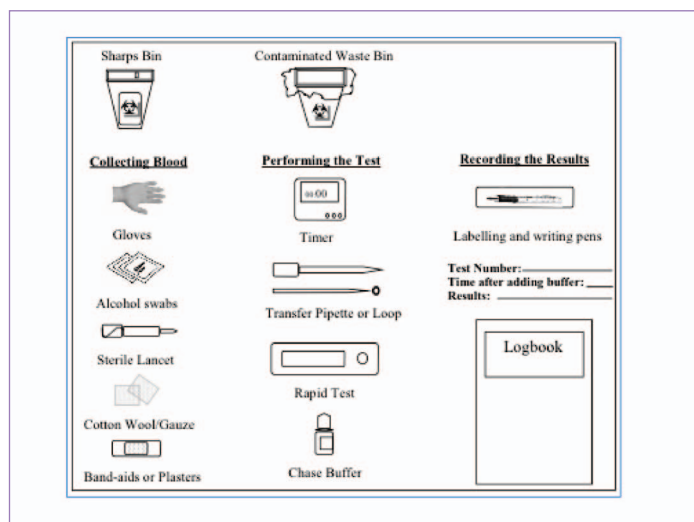 Sharps Bin
Contaminated Waste Bin
Collecting Blood
Gloves
Alcohol swabs
Sterile Lancet
Cotton Wool/Gauze
Band-aids or Plasters
Performing the Test
Timer
Transfer Pipette or Loop
Rapid Test
Chase Buffer
Recording the Results
Labelling and writing pens
Test Number:
Time after adding buffer:
Results:
Logbook